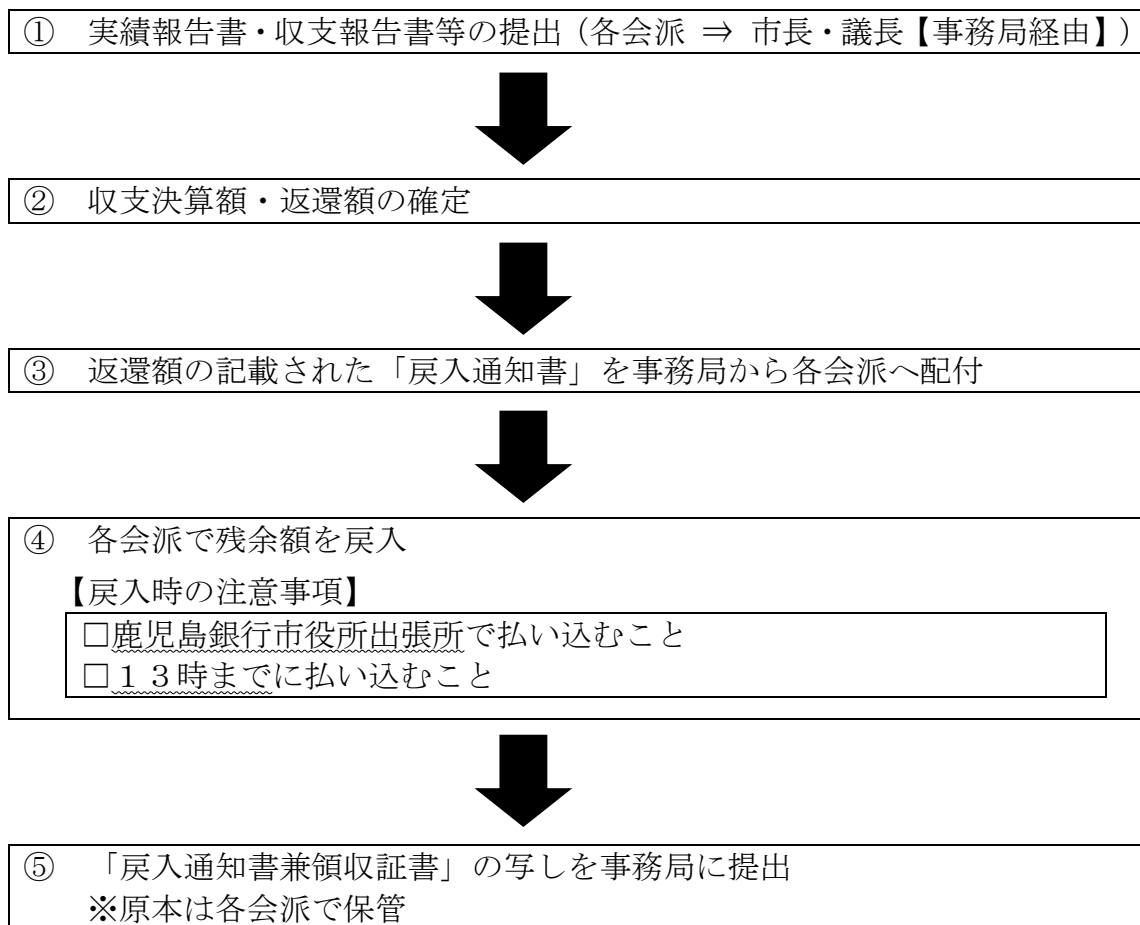 ① 実績報告書・収支報告書等の提出（各会派 ⇒ 市長・議長【事務局経由】）
② 収支決算額・返還額の確定
③ 返還額の記載された「戻入通知書」を事務局から各会派へ配付
④ 各会派で残余額を戻入
【戻入時の注意事項】
□鹿児島銀行市役所出張所で払い込むこと
□１３時までに払い込むこと
⑤ 「戻入通知書兼領収証書」の写しを事務局に提出
※原本は各会派で保管